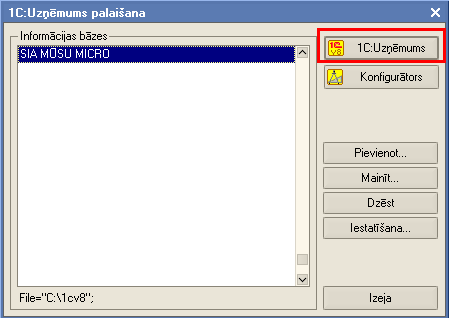 1C:Uzņēmums palaišana
Informācijas bāzes
SIA MŪSU MICRO
1C:Uzņēmums
Konfigurātors
Pievienot...
Mainīt...
Dzēst
Iestatīšana...
File="C:\1cv8";
Izeja